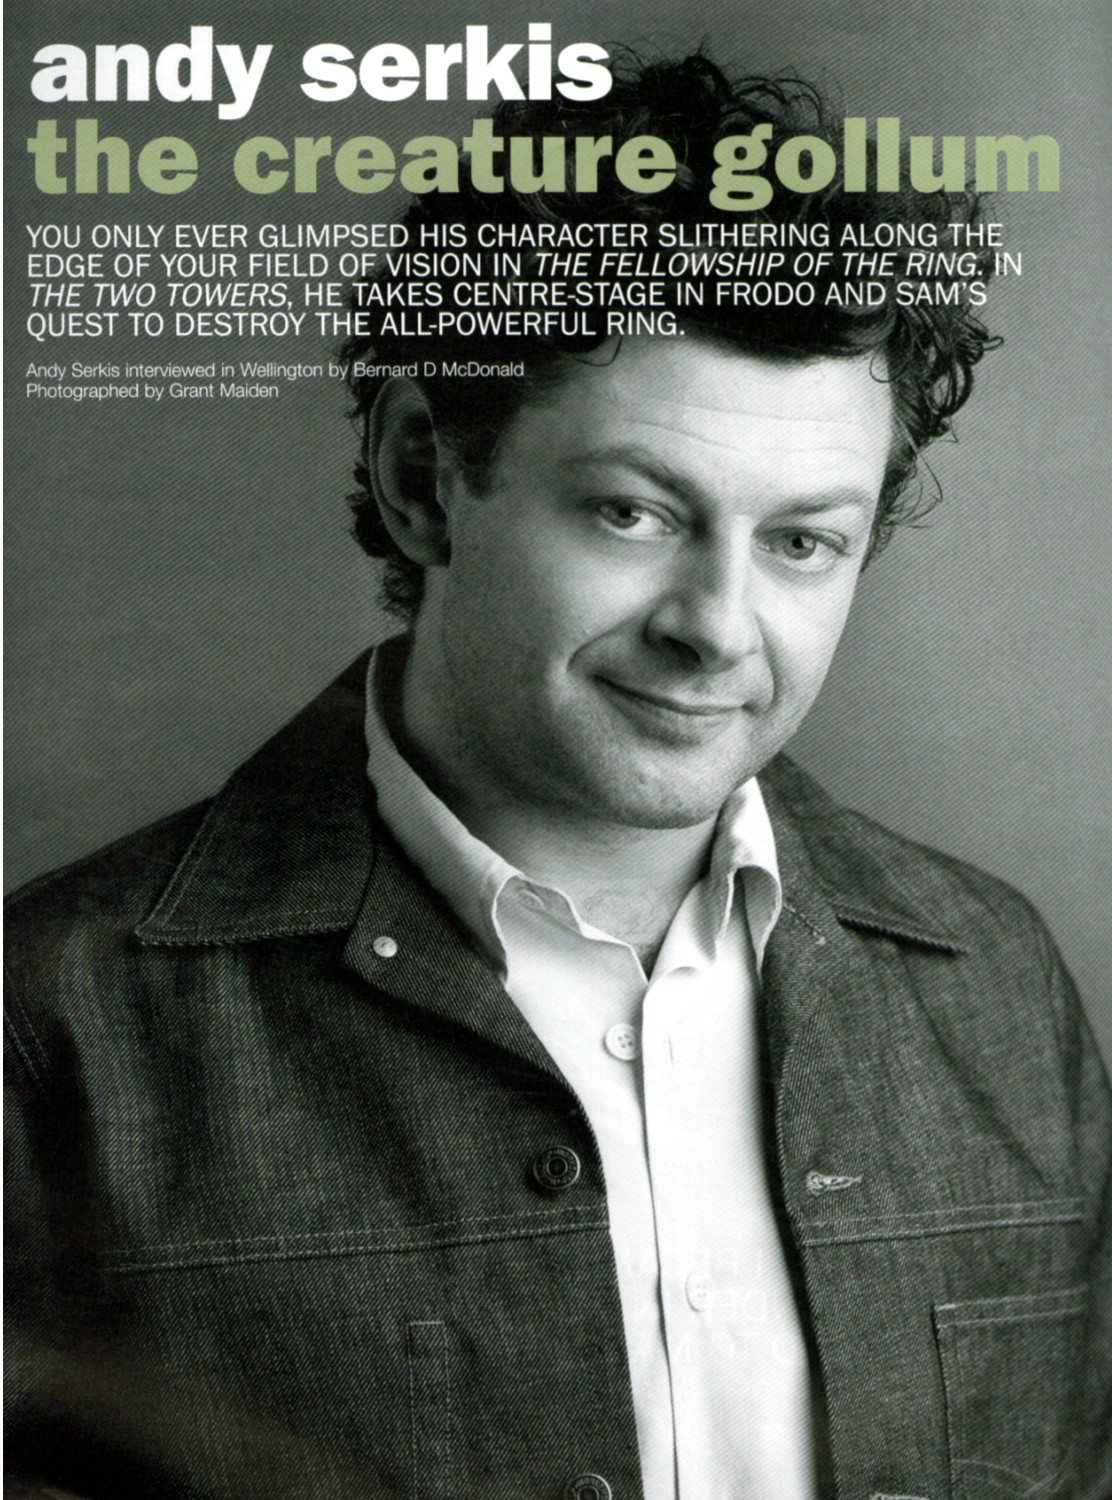 andy serkis
the creature gollum
YOU ONLY EVER GLIMPSED HIS CHARACTER SLITHERING ALONG THE
EDGE OF YOUR FIELD OF VISION IN THE FELLOWSHIP OF THE RING. IN
THE TWO TOWERS, HE TAKES CENTRE-STAGE IN FRODO AND SAM'S
QUEST TO DESTROY THE ALL-POWERFUL RING.
Andy Serkis interviewed in Wellington by Bernard D McDonald
Photographed by Grant Maiden